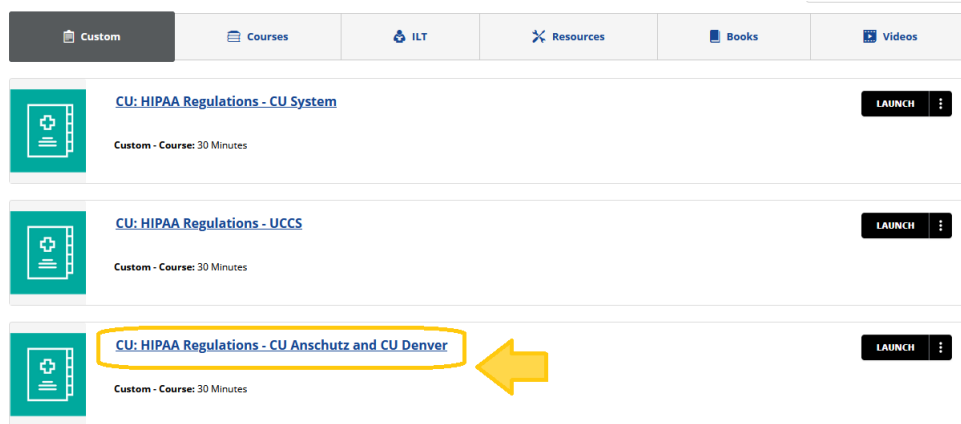 Custom
Courses
ILT
Resources
Books
Videos
CU: HIPAA Regulations - CU System
LAUNCH
Custom - Course: 30 Minutes
CU: HIPAA Regulations - UCCS
LAUNCH
Custom - Course: 30 Minutes
CU: HIPAA Regulations - CU Anschutz and CU Denver
LAUNCH
Custom - Course: 30 Minutes